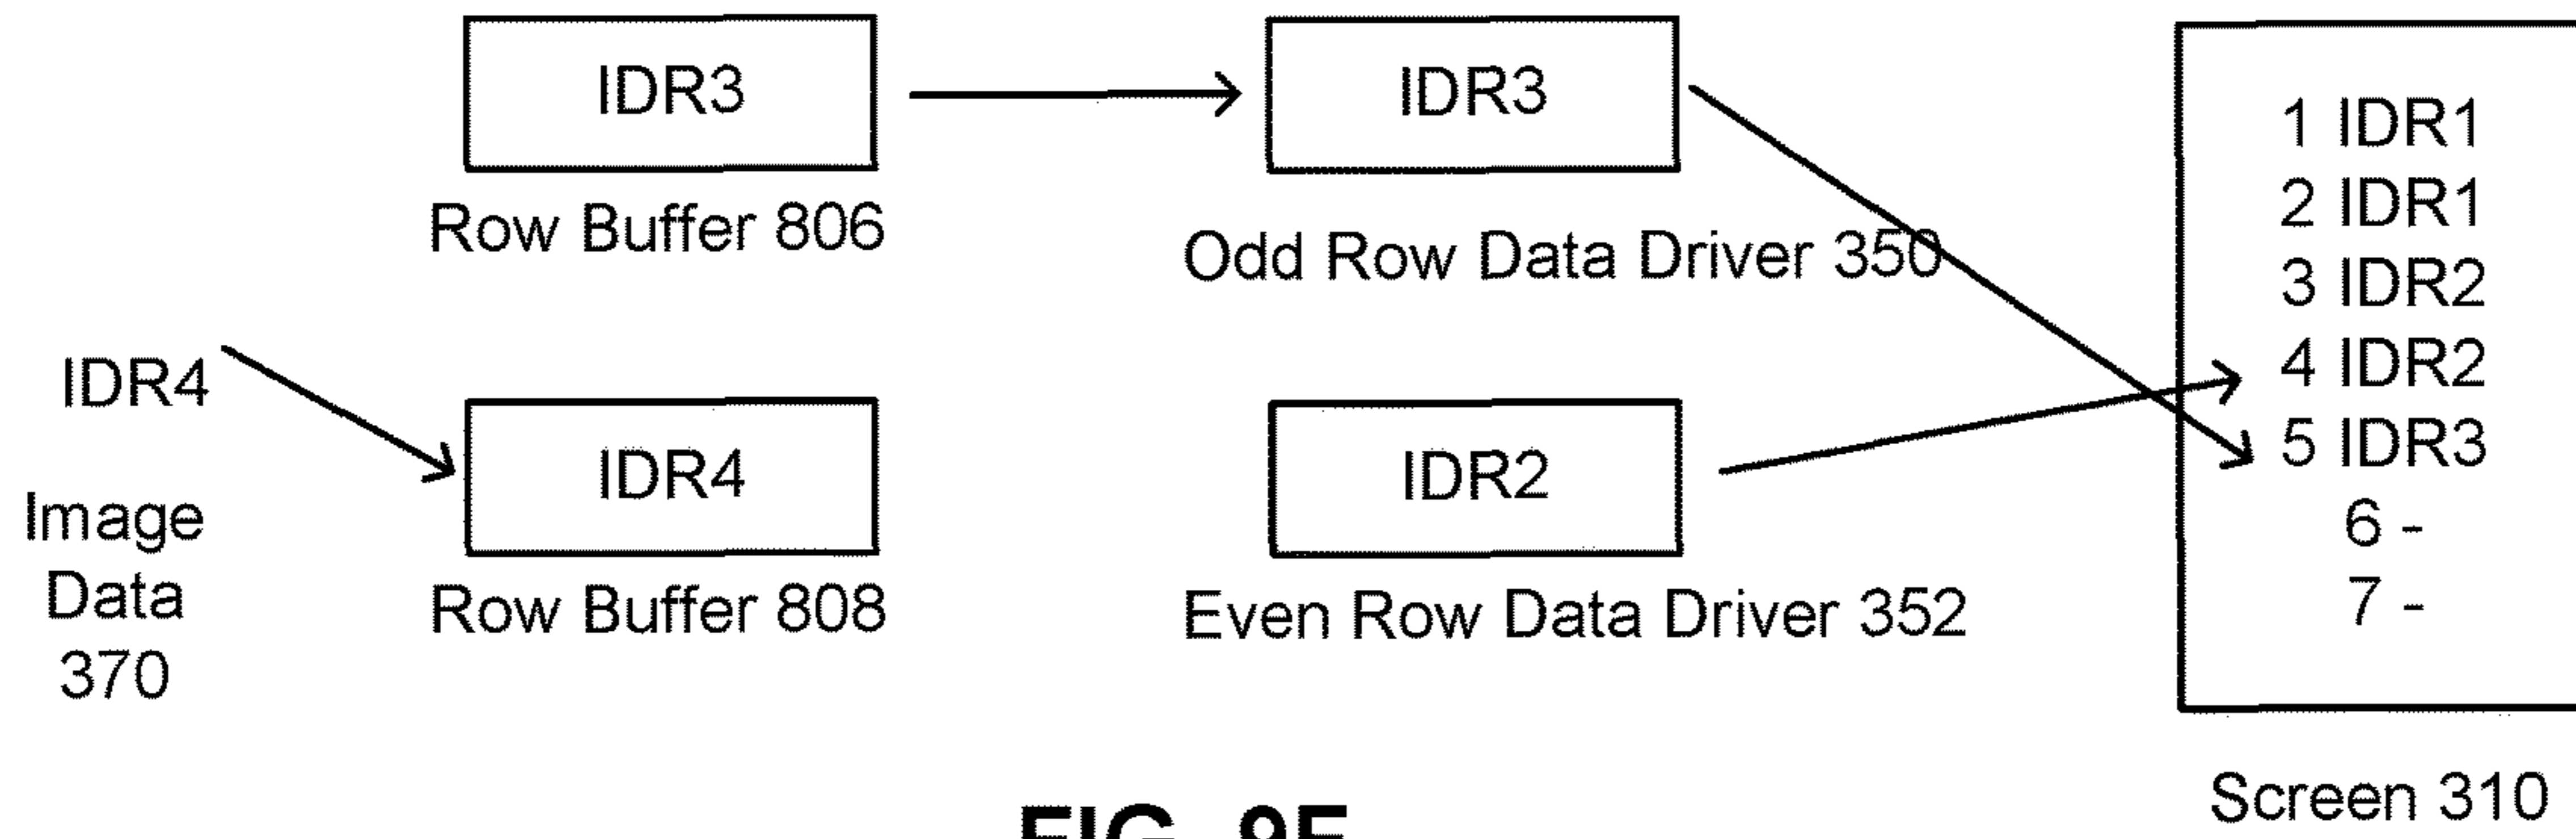 IDR3
Row Buffer 806
IDR3
Odd Row Data Driver 350
IDR4
Image
Data
370
IDR4
Row Buffer 808
IDR2
Even Row Data Driver 352
1 IDR1
2 IDR1
3 IDR2
4 IDR2
5 IDR3
6 -
7 -
Screen 310
FIG.